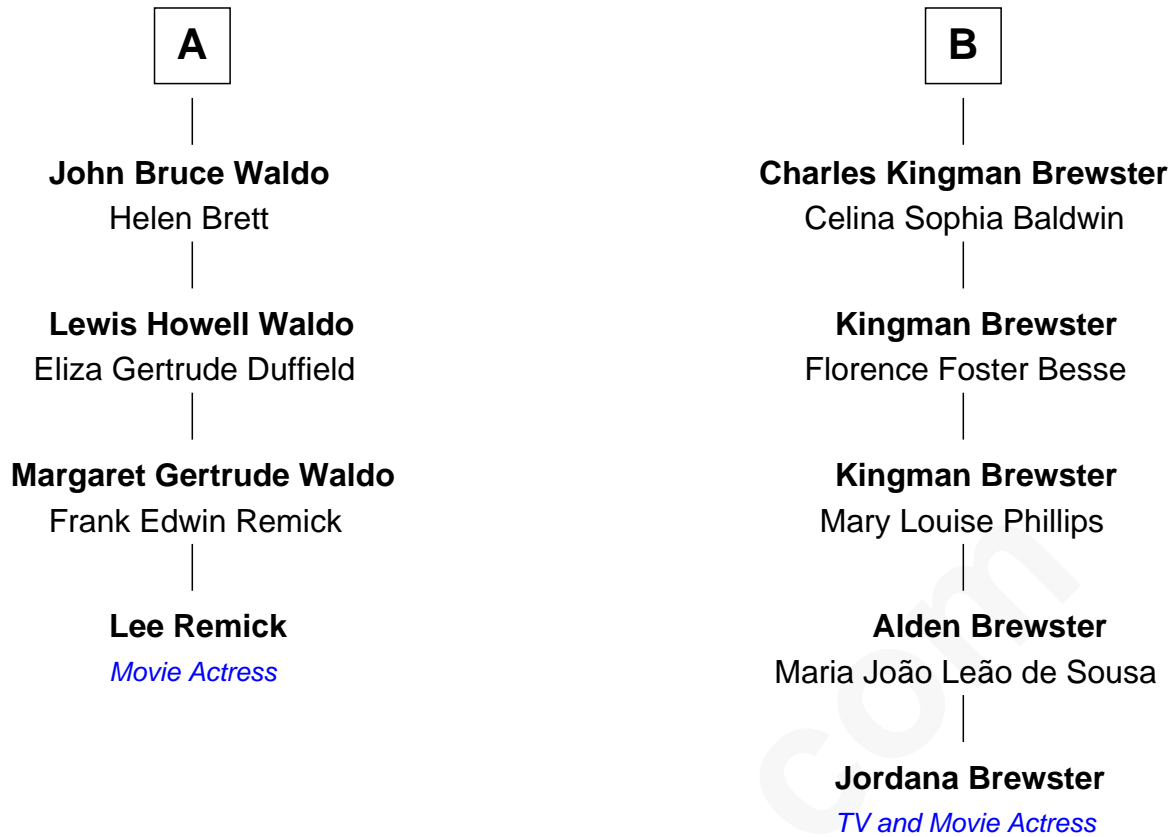 A
John Bruce Waldo
Helen Brett
Lewis Howell Waldo
Eliza Gertrude Duffield
Margaret Gertrude Waldo
Frank Edwin Remick
Lee Remick
Movie Actress
B
Charles Kingman Brewster
Celina Sophia Baldwin
Kingman Brewster
Florence Foster Besse
Kingman Brewster
Mary Louise Phillips
Alden Brewster
Maria João Leão de Sousa
Jordana Brewster
TV and Movie Actress
com